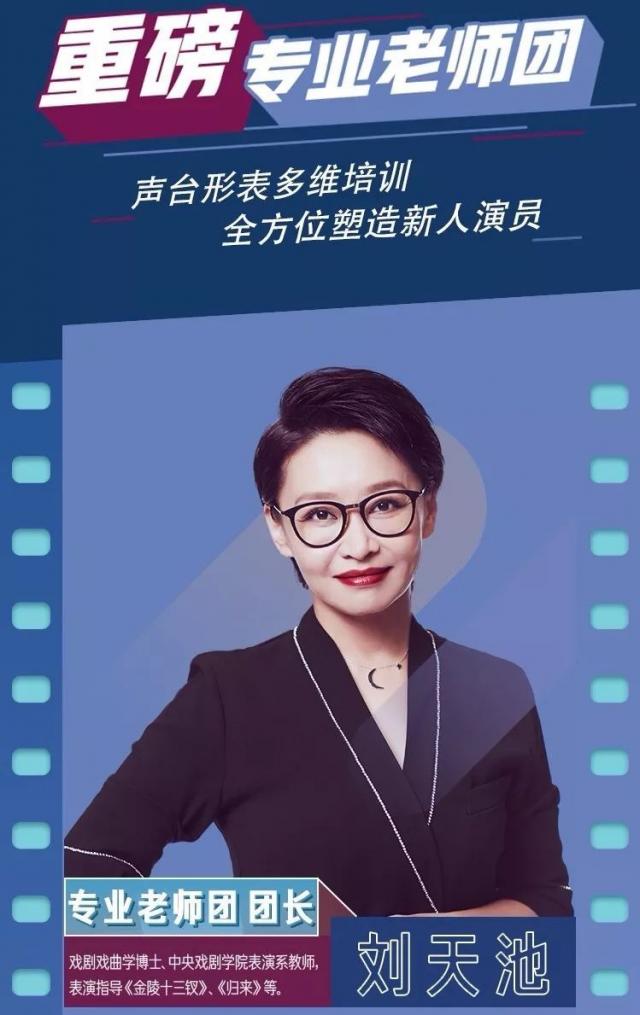 重磅专业老师团
声台形表多维培训
全方位塑造新人演员
专业老师团 团长
戏剧戏曲学博士、中央戏剧学院表演系教师,
表演指导《金陵十三钗》、《归来》等。
刘天池